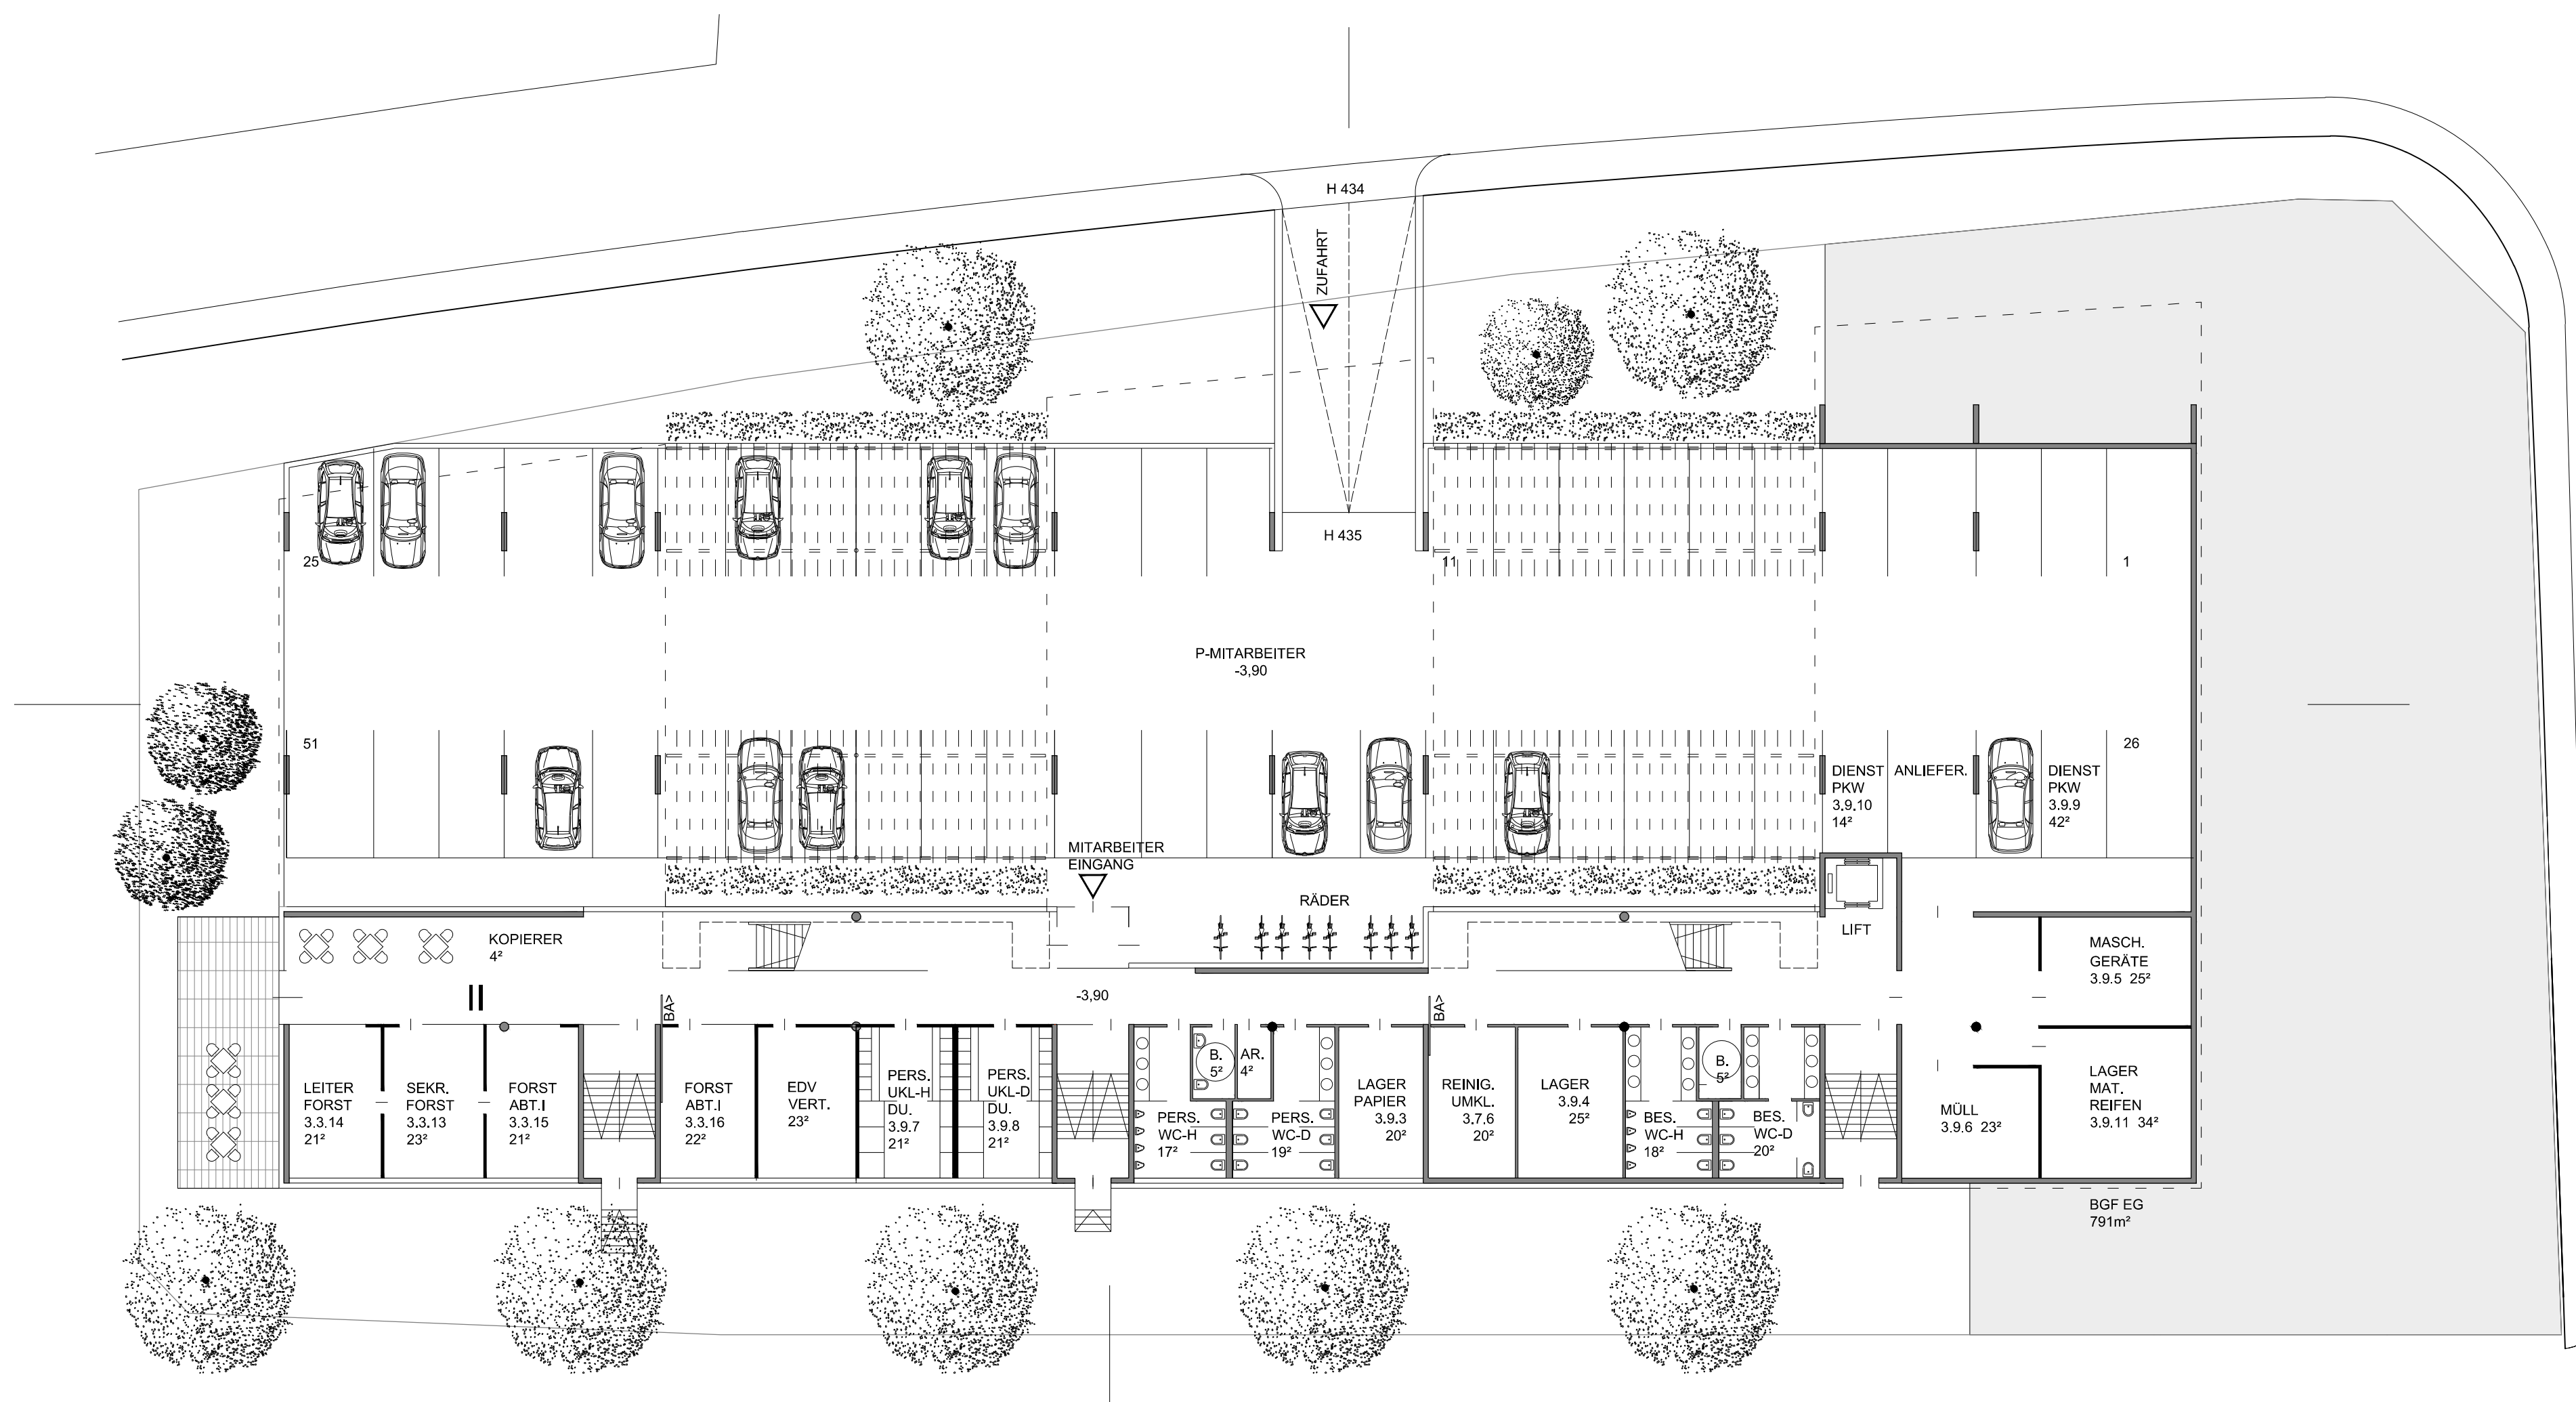 H 434
ZUFAHRT
H 435
25
11
1
P-MITARBEITER
-3,90
51
26
DIENST
PKW
3.9.10
14²
ANLIEFER.
DIENST
PKW
3.9.9
42²
MITARBEITER
EINGANG
RÄDER
LIFT
KOPIERER
4²
MASCH.
GERÄTE
3.9.5 25²
-3,90
BA>
BA>
LEITER
FORST
3.3.14
21²
SEKR.
FORST
3.3.13
23²
FORST
ABT.I
3.3.15
21²
FORST
ABT.I
3.3.16
22²
EDV
VERT.
23²
PERS.
UKL-H
DU.
3.9.7
21²
PERS.
UKL-D
DU.
3.9.8
21²
PERS.
WC-H
17²
B.
5²
AR.
4²
PERS.
WC-D
19²
LAGER
PAPIER
3.9.3
20²
REINIG.
UMKL.
3.7.6
20²
LAGER
3.9.4
25²
BES.
WC-H
18²
B.
5²
BES.
WC-D
20²
MÜLL
3.9.6 23²
LAGER
MAT.
REIFEN
3.9.11 34²
BGF EG
791m²